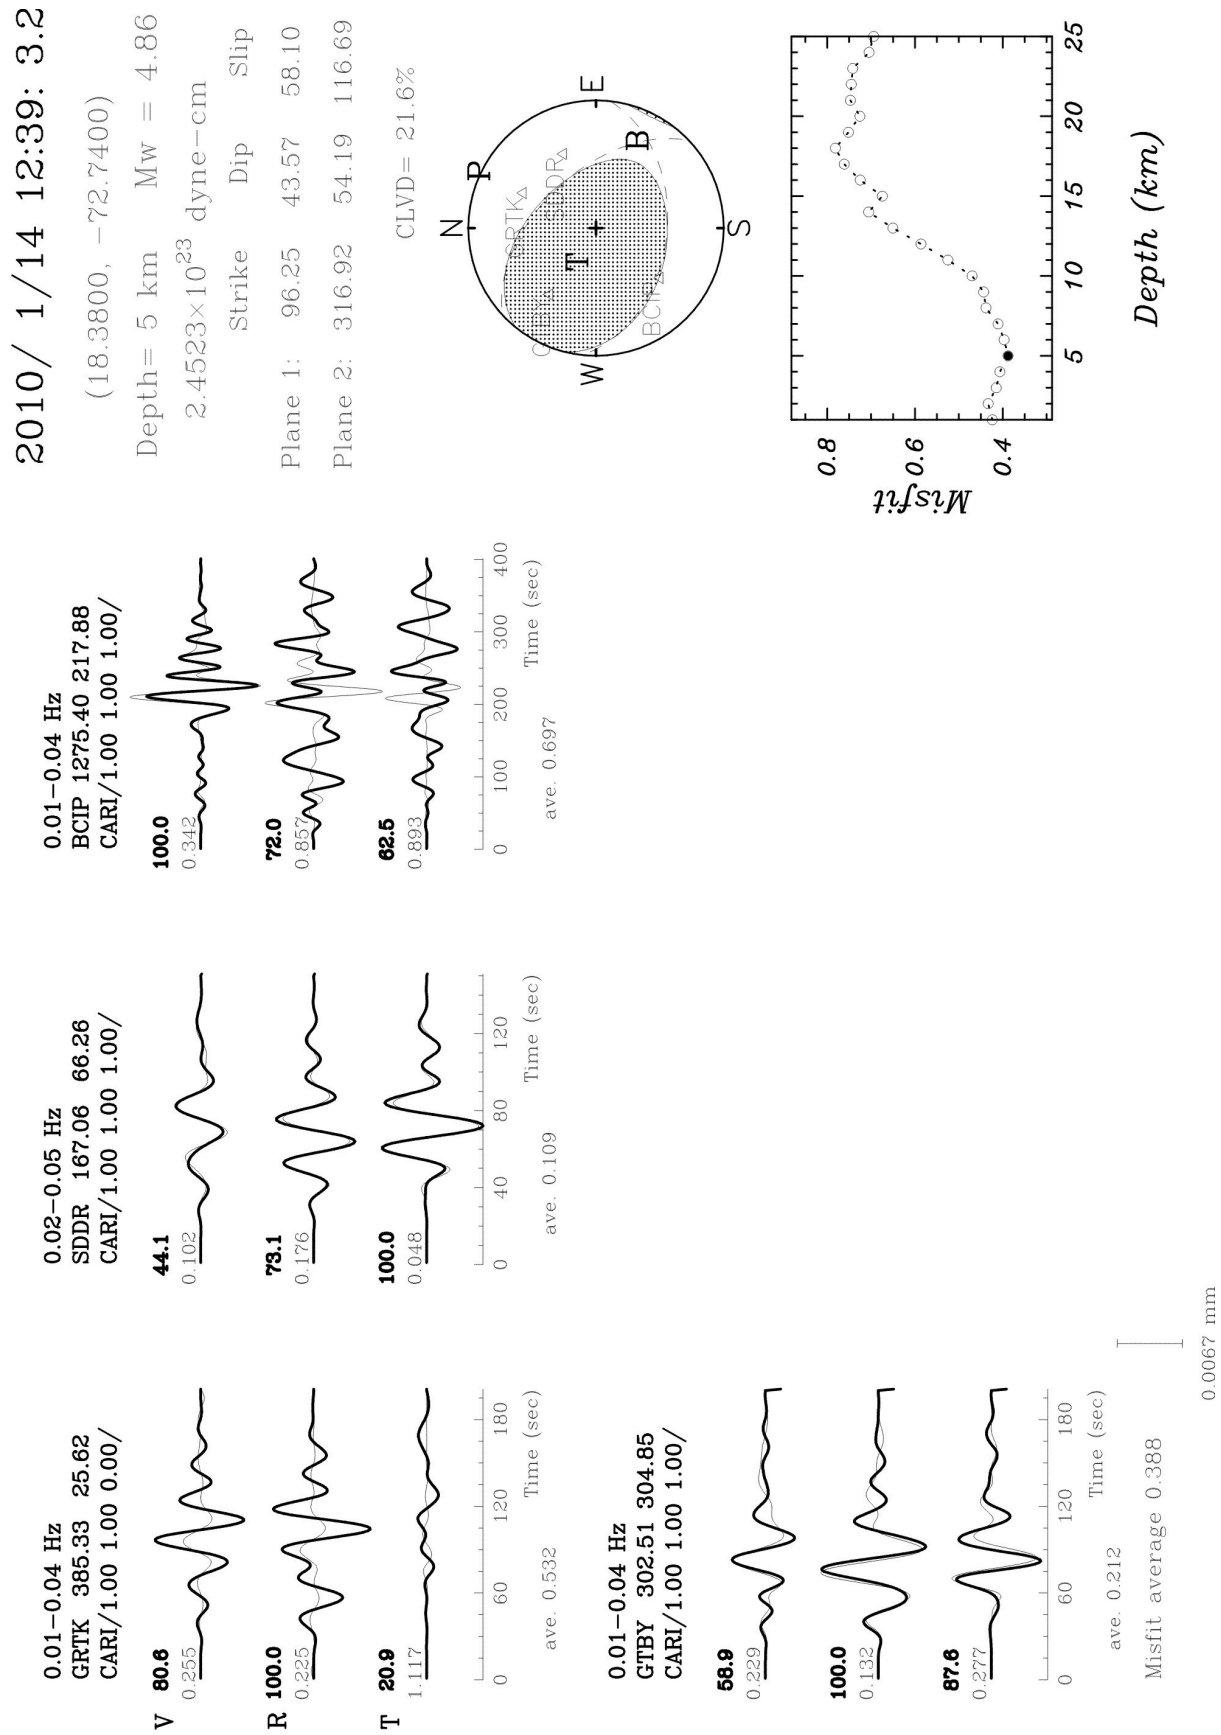 2010/ 1/14 12:39: 3.2
(18.3800, -72.7400)
Depth= 5 km Mw = 4.86
2.4523×10^23 dyne-cm
Strike Dip Slip
Plane 1: 96.25 43.57 58.10
Plane 2: 316.92 54.19 116.69
CLVD= 21.6%
N
E
S
W
P
T
B
GRTK
SDDR
BCIP
0.8
0.6
0.4
Misfit
5 10 15 20 25
Depth (km)
0.01-0.04 Hz
GRTK 385.33 25.62
CARI/1.00 1.00 0.00/
V 80.6
0.255
R 100.0
0.225
T 20.9
1.117
0 60 120 180
Time (sec)
ave. 0.532
0.02-0.05 Hz
SDDR 167.06 66.26
CARI/1.00 1.00 1.00/
44.1
0.102
73.1
0.176
100.0
0.048
0 40 80 120
Time (sec)
ave. 0.109
0.01-0.04 Hz
BCIP 1275.40 217.88
CARI/1.00 1.00 1.00/
100.0
0.342
72.0
0.857
62.5
0.893
0 100 200 300 400
Time (sec)
ave. 0.697
0.01-0.04 Hz
GTBY 302.51 304.85
CARI/1.00 1.00 1.00/
58.9
0.229
100.0
0.132
87.6
0.277
0 60 120 180
Time (sec)
ave. 0.212
Misfit average 0.388
0.0067 mm